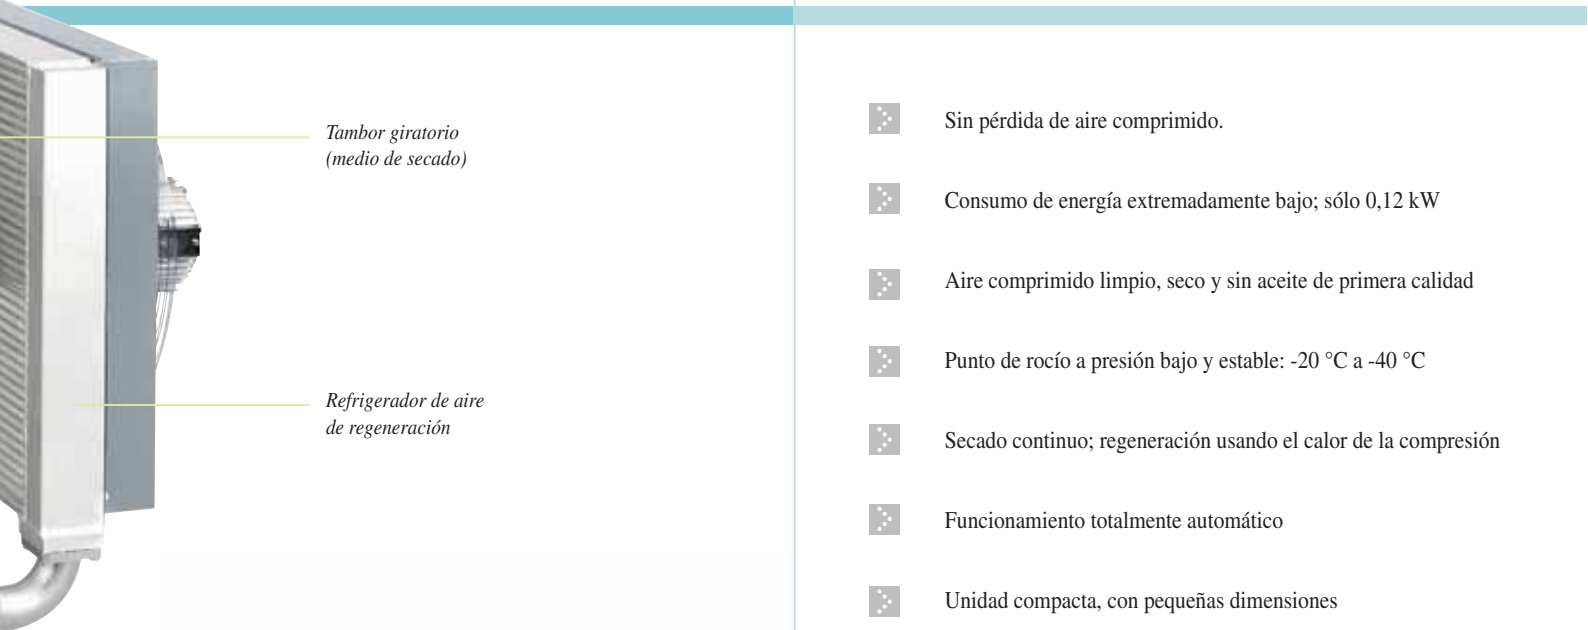 Tambor giratorio
(medio de secado)
Refrigerador de aire
de regeneración
Sin pérdida de aire comprimido.
Consumo de energía extremadamente bajo; sólo 0,12 kW
Aire comprimido limpio, seco y sin aceite de primera calidad
Punto de rocío a presión bajo y estable: -20 °C a -40 °C
Secado continuo; regeneración usando el calor de la compresión
Funcionamiento totalmente automático
Unidad compacta, con pequeñas dimensiones